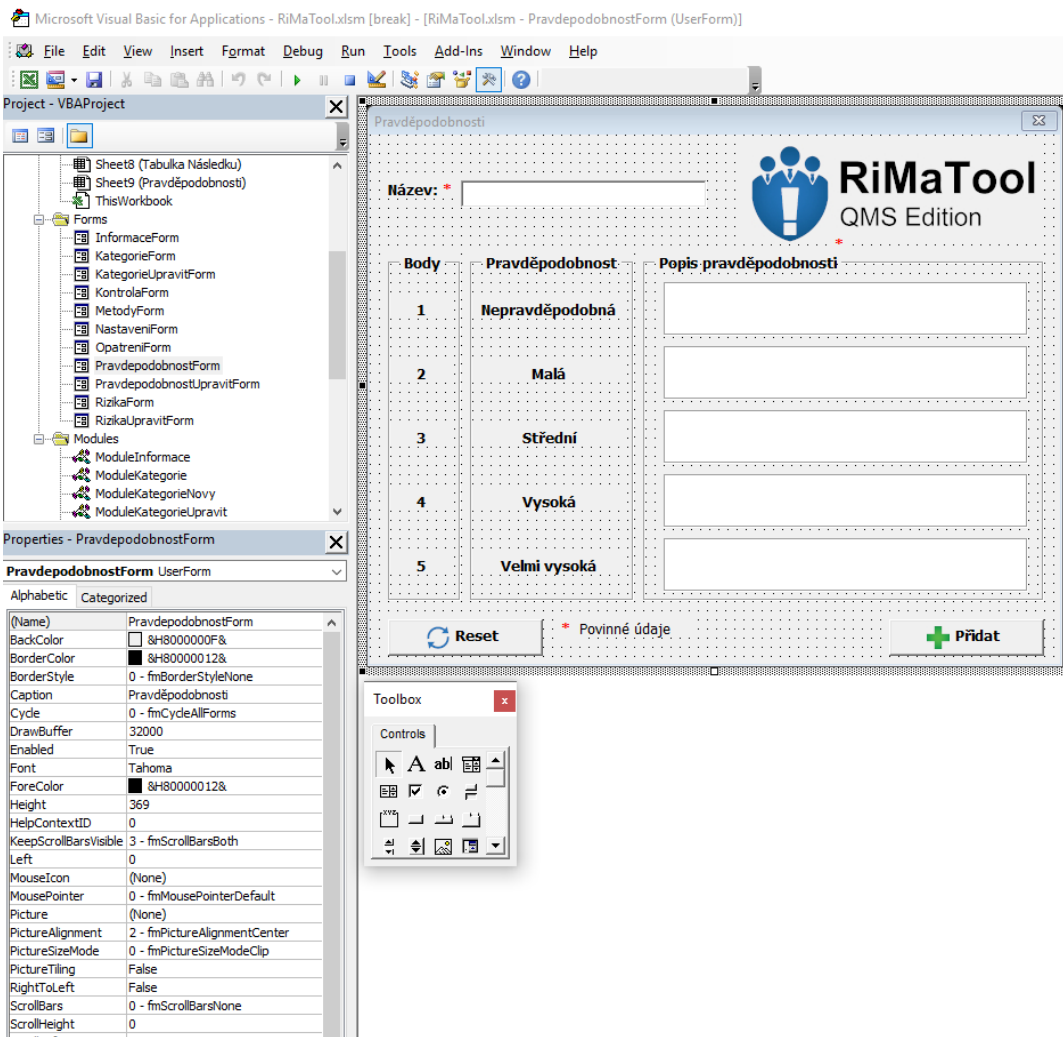 Microsoft Visual Basic for Applications - RiMaTool.xlsm [break] - [RiMaTool.xlsm - PravdepodobnostForm (UserForm)]
File Edit View Insert Format Debug Run Tools Add-Ins Window Help
Project - VBAProject
Sheet8 (Tabulka Následku)
Sheet9 (Pravděpodobnosti)
ThisWorkbook
Forms
InformaceForm
KategorieForm
KategorieUpravitForm
KontrolaForm
MetodyForm
NastaveniForm
OpatreniForm
PravdepodobnostForm
PravdepodobnostUpravitForm
RizikaForm
RizikaUpravitForm
Modules
ModuleInformace
ModuleKategorie
ModuleKategorieNovy
ModuleKategorieUpravit
Properties - PravdepodobnostForm
PravdepodobnostForm UserForm
Alphabetic Categorized
(Name) PravdepodobnostForm
BackColor &H8000000F&
BorderColor &H80000012&
BorderStyle 0 - fmBorderStyleNone
Caption Pravděpodobnosti
Cycle 0 - fmCycleAllForms
DrawBuffer 32000
Enabled True
Font Tahoma
ForeColor &H80000012&
Height 369
HelpContextID 0
KeepScrollBarsVisible 3 - fmScrollBarsBoth
Left 0
MouseIcon (None)
MousePointer 0 - fmMousePointerDefault
Picture (None)
PictureAlignment 2 - fmPictureAlignmentCenter
PictureSizeMode 0 - fmPictureSizeModeClip
PictureTiling False
RightToLeft False
ScrollBars 0 - fmScrollBarsNone
ScrollHeight 0
Pravděpodobnosti
Název: *
RiMaTool
QMS Edition
*
Body Pravděpodobnost Popis pravděpodobnosti
1 Nepravděpodobná
2 Malá
3 Střední
4 Vysoká
5 Velmi vysoká
Reset * Povinné údaje Přidat
Toolbox
Controls
A ab|
xyz